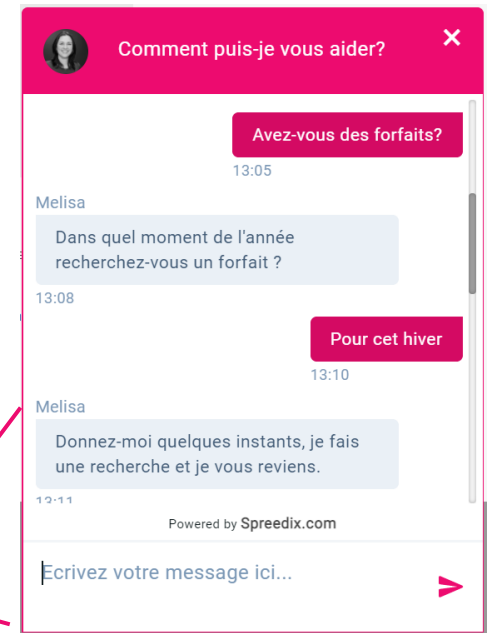 Comment puis-je vous aider?
Avez-vous des forfaits?
13:05
Melisa
Dans quel moment de l'année
recherchez-vous un forfait ?
13:08
Pour cet hiver
13:10
Melisa
Donnez-moi quelques instants, je fais
une recherche et je vous reviens.
13:11
Powered by Spreedix.com
Ecrivez votre message ici...